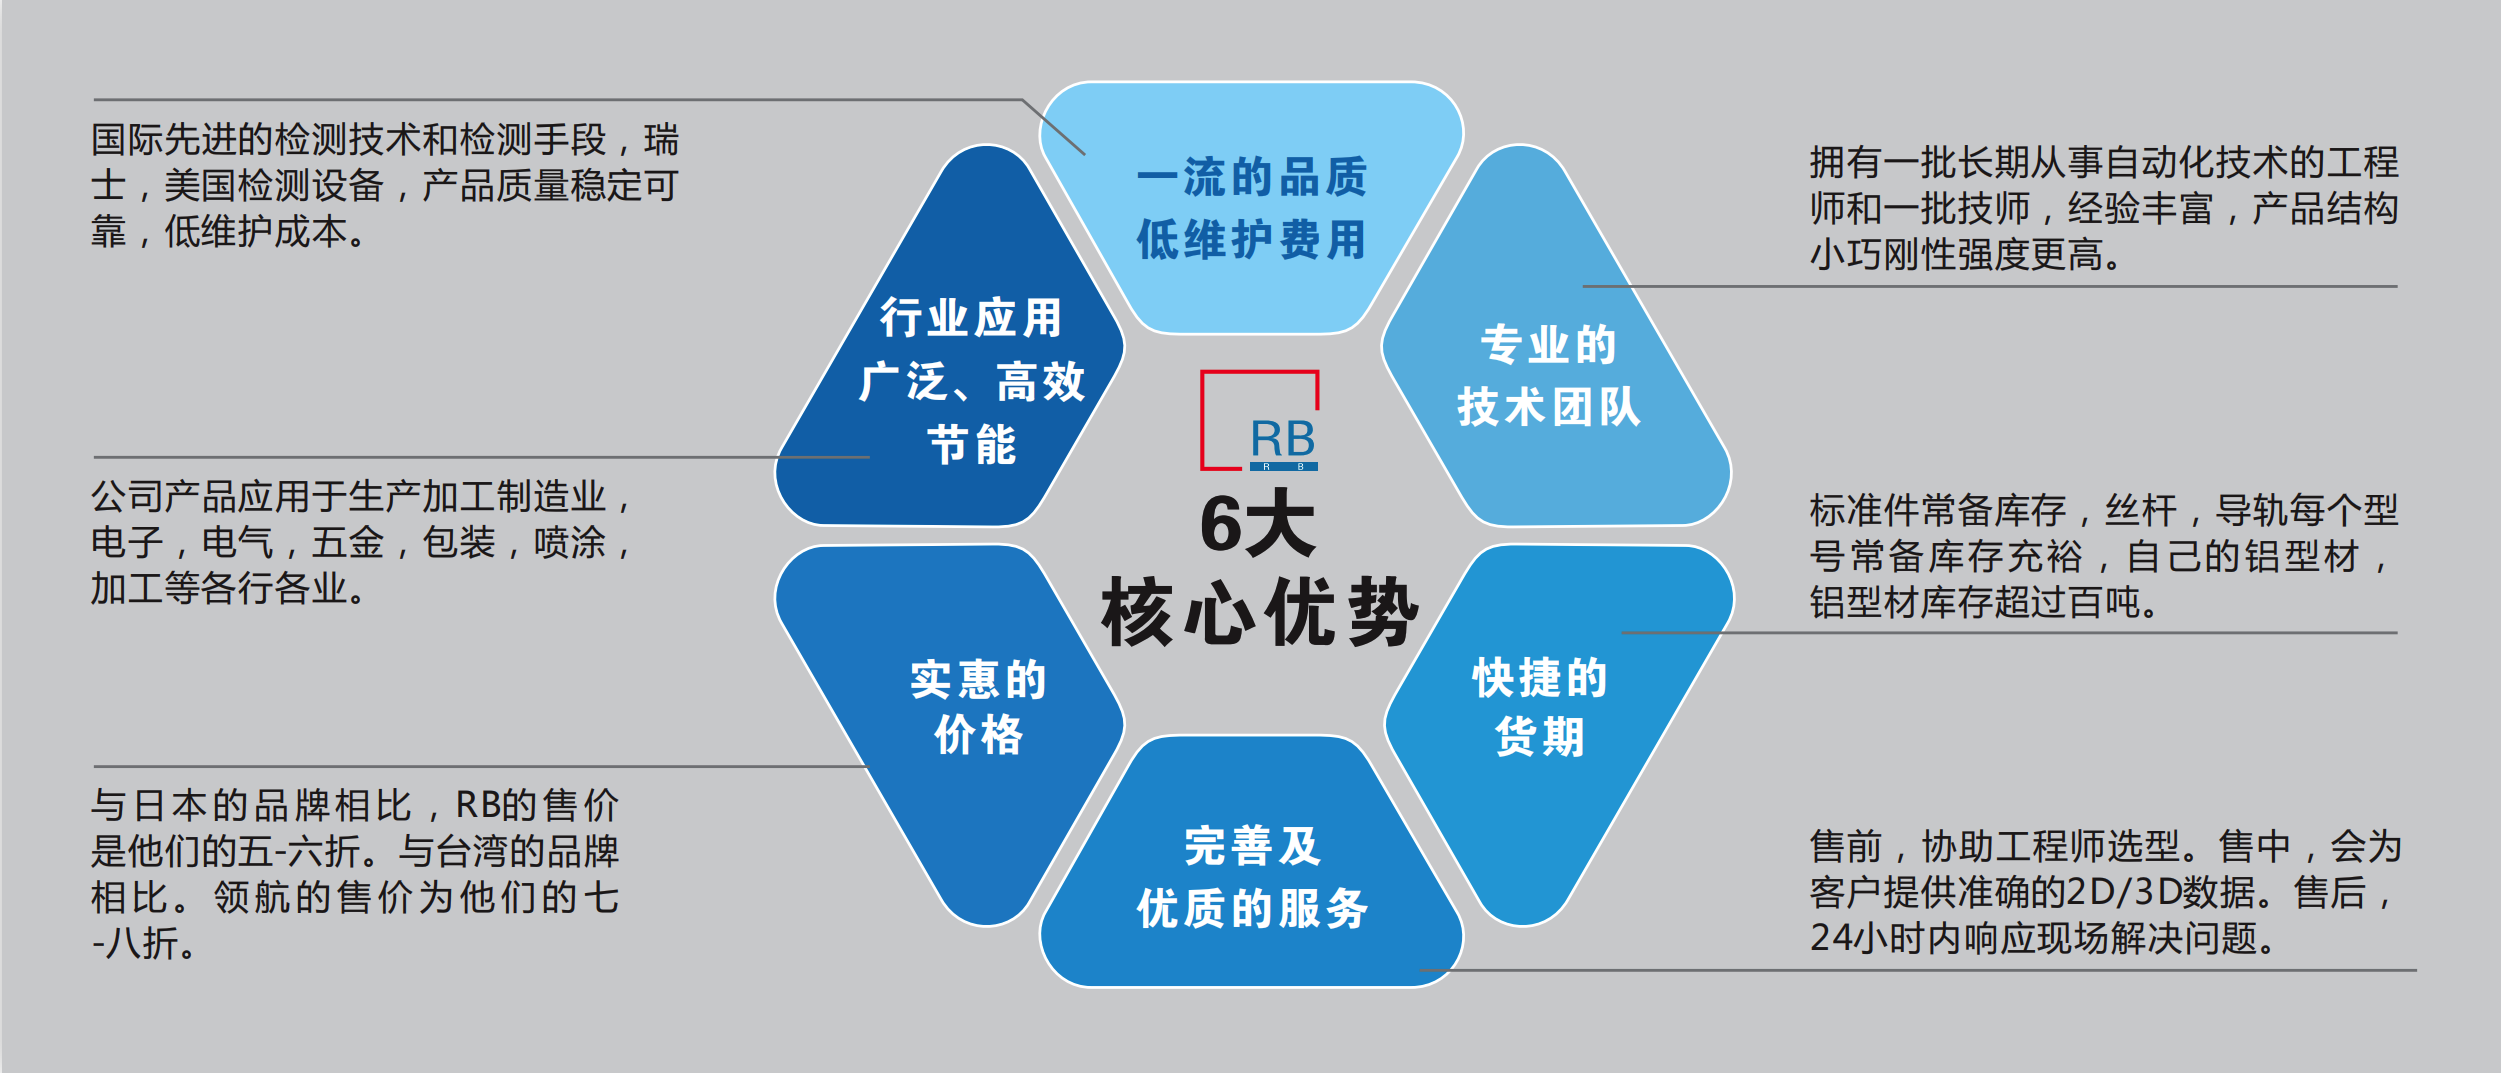 国际先进的检测技术和检测手段，瑞
士，美国检测设备，产品质量稳定可
靠，低维护成本。
一流的品质
低维护费用
拥有一批长期从事自动化技术的工程
师和一批技师，经验丰富，产品结构
小巧刚性强度更高。
行业应用
广泛、高效
节能
专业的
技术团队
RB
R B
6大
核心优势
公司产品应用于生产加工制造业，
电子，电气，五金，包装，喷涂，
加工等各行各业。
标准件常备库存，丝杆，导轨每个型
号常备库存充裕，自己的铝型材，
铝型材库存超过百吨。
实惠的
价格
快捷的
货期
与日本的品牌相比，RB的售价
是他们的五-六折。与台湾的品牌
相比。领航的售价为他们的七
-八折。
完善及
优质的服务
售前，协助工程师选型。售中，会为
客户提供准确的2D/3D数据。售后，
24小时内响应现场解决问题。